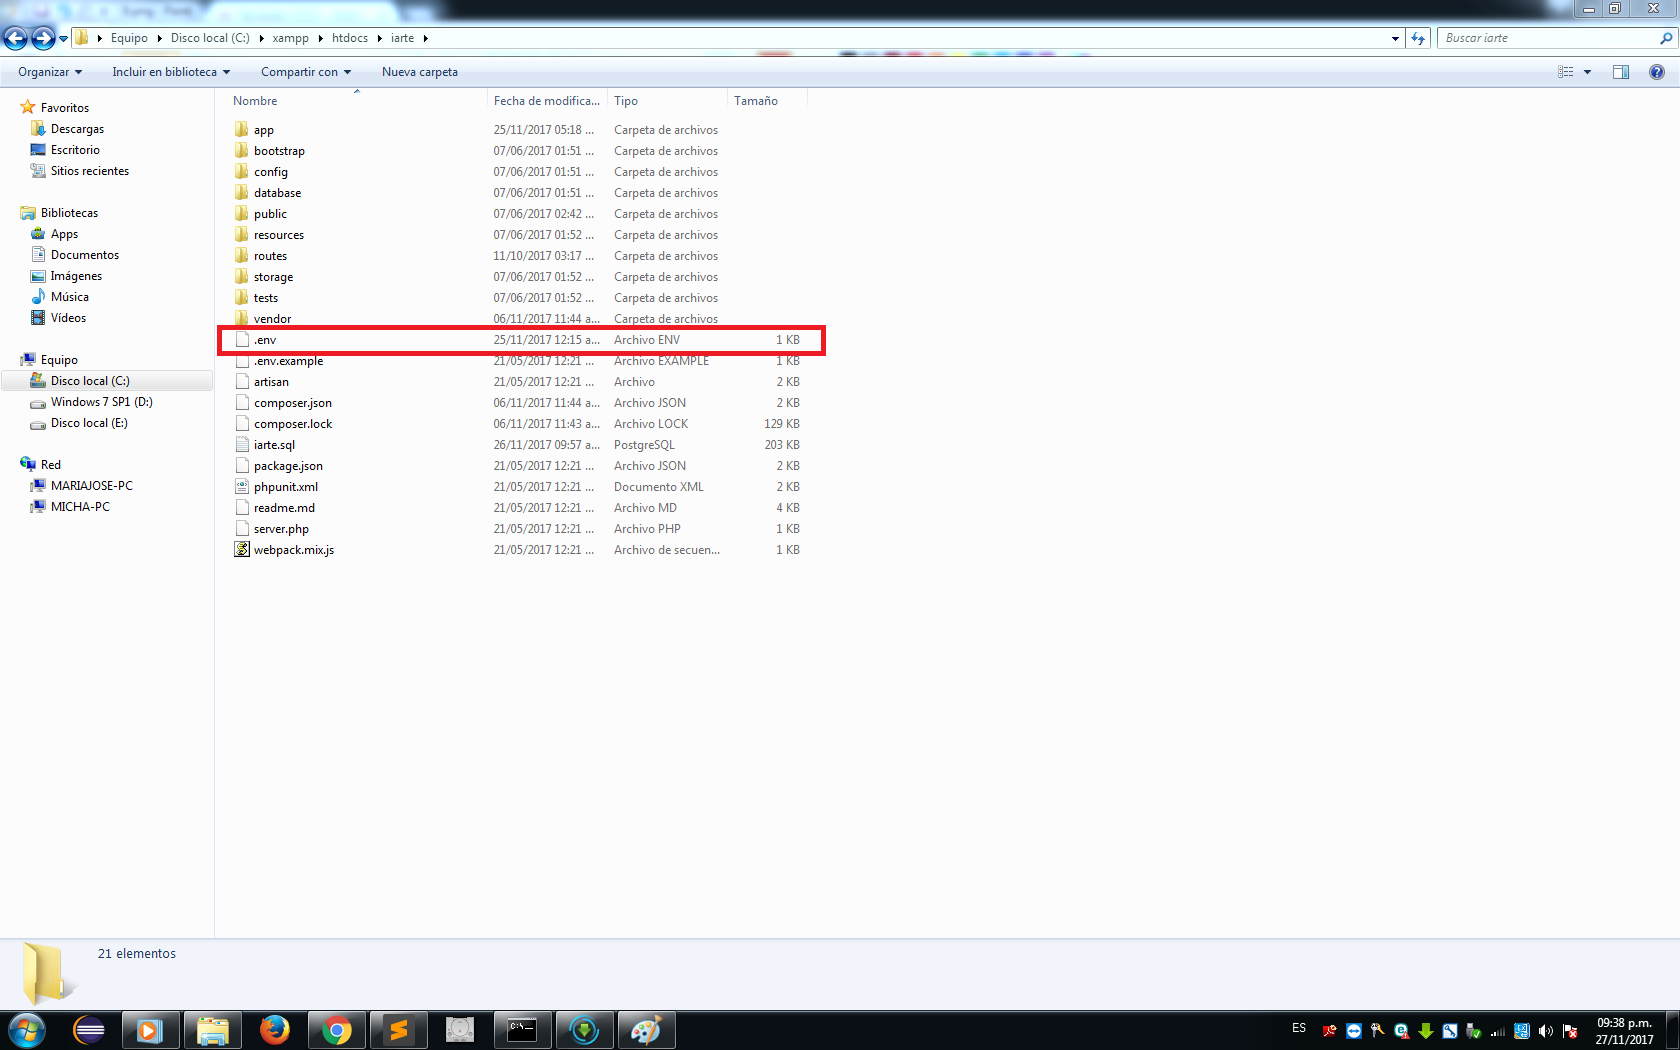 Equipo Disco local (C:) xampp htdocs iarte
Buscar iarte
Organizar Incluir en biblioteca Compartir con Nueva carpeta
Favoritos
Descargas
Escritorio
Sitios recientes
Bibliotecas
Apps
Documentos
Imágenes
Música
Vídeos
Equipo
Disco local (C:)
Windows 7 SP1 (D:)
Disco local (E:)
Red
MARIAJOSE-PC
MICHA-PC
Nombre Fecha de modifica... Tipo Tamaño
app 25/11/2017 05:18 ... Carpeta de archivos
bootstrap 07/06/2017 01:51 ... Carpeta de archivos
config 07/06/2017 01:51 ... Carpeta de archivos
database 07/06/2017 01:51 ... Carpeta de archivos
public 07/06/2017 02:42 ... Carpeta de archivos
resources 07/06/2017 01:52 ... Carpeta de archivos
routes 11/10/2017 03:17 ... Carpeta de archivos
storage 07/06/2017 01:52 ... Carpeta de archivos
tests 07/06/2017 01:52 ... Carpeta de archivos
vendor 06/11/2017 11:44 a... Carpeta de archivos
.env 25/11/2017 12:15 a... Archivo ENV 1 KB
.env.example 21/05/2017 12:21 ... Archivo EXAMPLE 1 KB
artisan 21/05/2017 12:21 ... Archivo 2 KB
composer.json 06/11/2017 11:44 a... Archivo JSON 2 KB
composer.lock 06/11/2017 11:43 a... Archivo LOCK 129 KB
iarte.sql 26/11/2017 09:57 a... PostgreSQL 203 KB
package.json 21/05/2017 12:21 ... Archivo JSON 2 KB
phpunit.xml 21/05/2017 12:21 ... Documento XML 2 KB
readme.md 21/05/2017 12:21 ... Archivo MD 4 KB
server.php 21/05/2017 12:21 ... Archivo PHP 1 KB
webpack.mix.js 21/05/2017 12:21 ... Archivo de secuen... 1 KB
21 elementos
ES
09:38 p.m.
27/11/2017